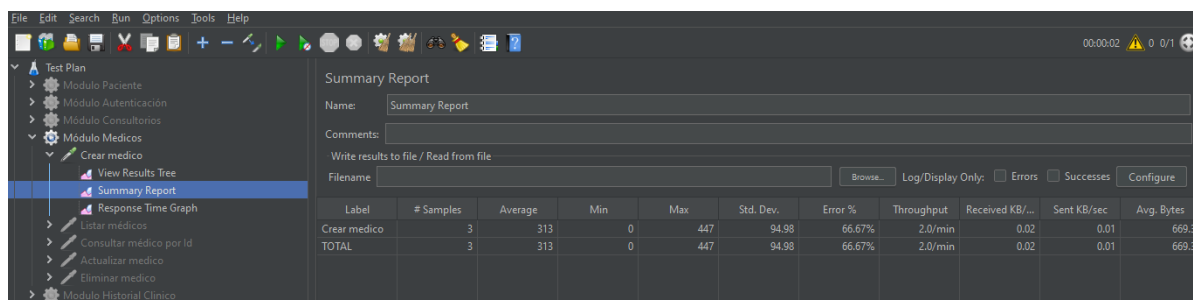 File Edit Search Run Options Tools Help
00:00:02 0 0/1
Test Plan
Modulo Paciente
Módulo Autenticación
Módulo Consultorios
Módulo Medicos
Crear medico
View Results Tree
Summary Report
Response Time Graph
Listar médicos
Consultar médico por Id
Actualizar medico
Eliminar medico
Modulo Historial Clínico
Summary Report
Name: Summary Report
Comments:
Write results to file / Read from file
Filename Browse... Log/Display Only: Errors Successes Configure
Label # Samples Average Min Max Std. Dev. Error % Throughput Received KB/... Sent KB/sec Avg. Bytes
Crear medico 3 313 0 447 94.98 66.67% 2.0/min 0.02 0.01 669.3
TOTAL 3 313 0 447 94.98 66.67% 2.0/min 0.02 0.01 669.3